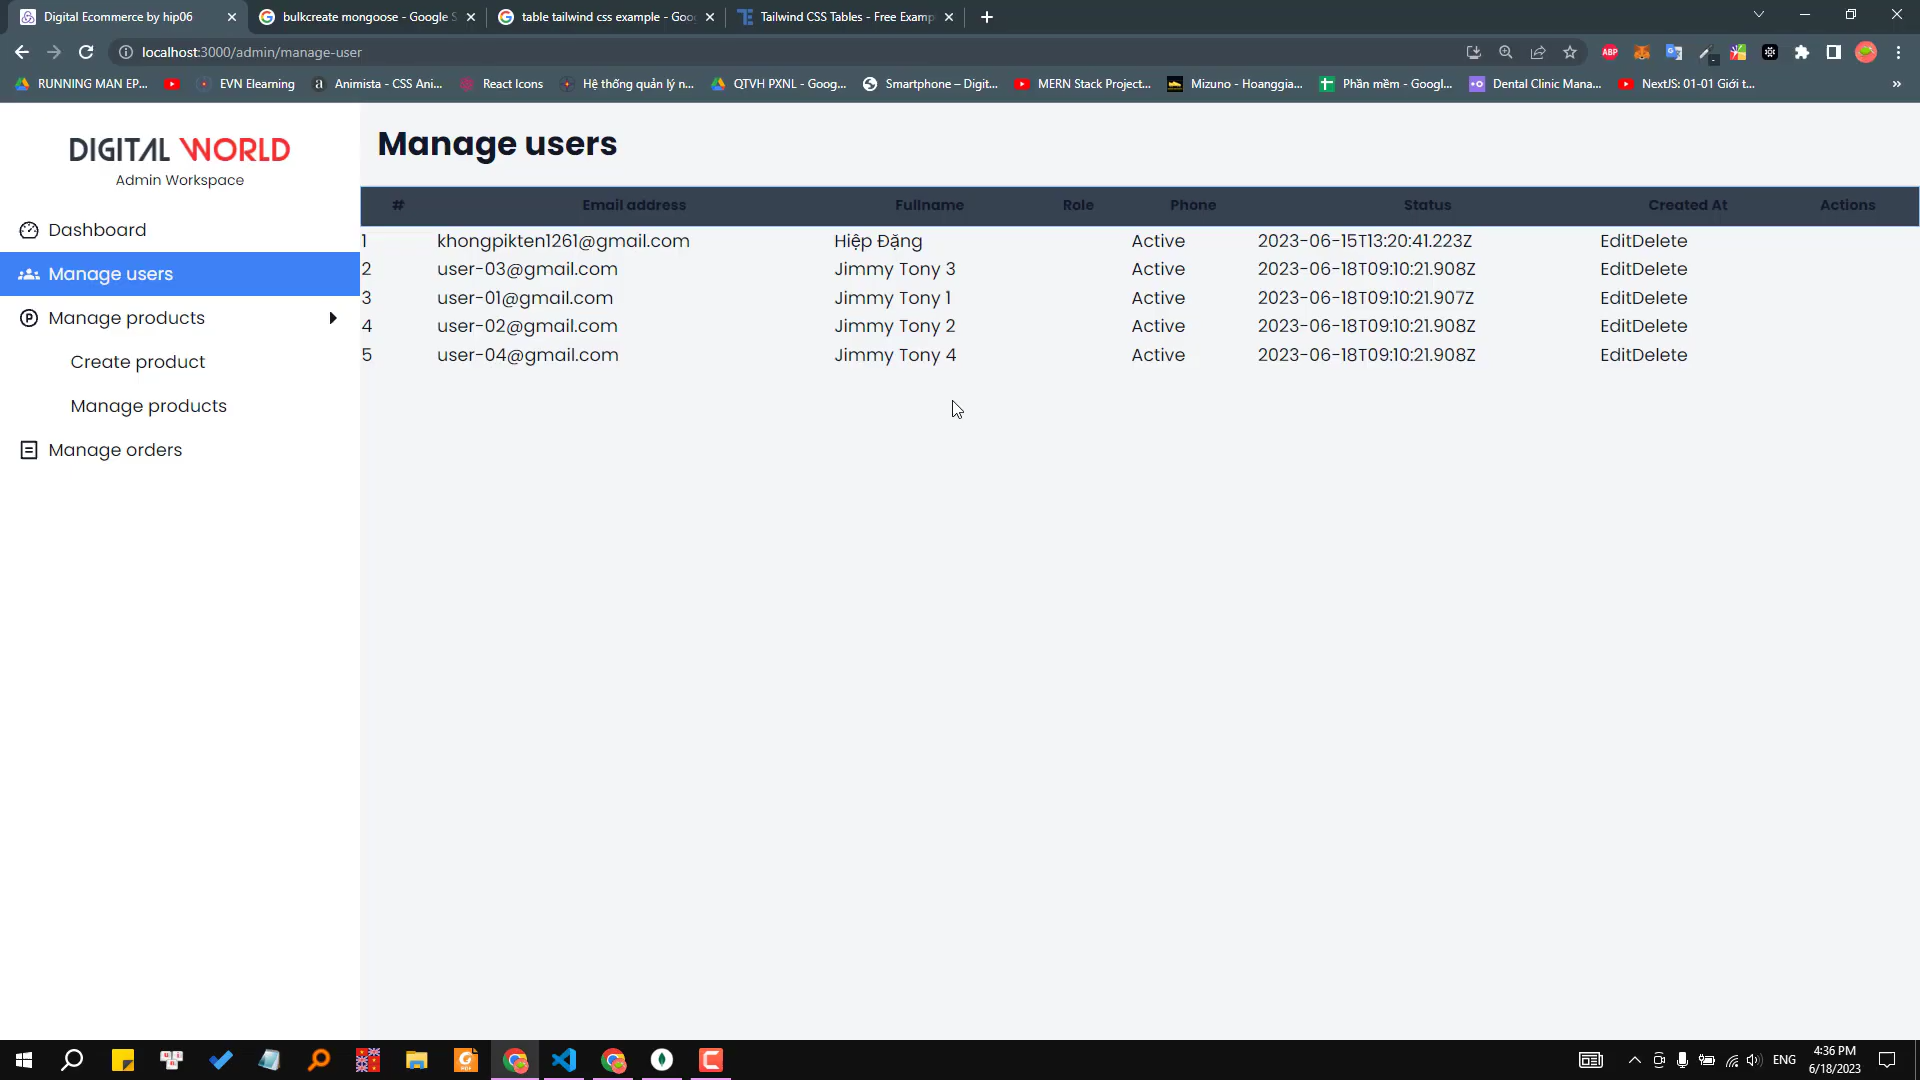 Digital Ecommerce by hip06
bulkcreate mongoose - Google S
table tailwind css example - Goo
Tailwind CSS Tables - Free Examp
localhost:3000/admin/manage-user
ABP
RUNNING MAN EP...
EVN Elearning
Animista - CSS Ani...
React Icons
Hệ thống quản lý n...
QTVH PXNL - Goog...
Smartphone – Digit...
MERN Stack Project...
Mizuno - Hoanggia...
Phần mềm - Googl...
Dental Clinic Mana...
NextJS: 01-01 Giới t...
»
DIGITAL WORLD
Admin Workspace
Dashboard
Manage users
Manage products
Create product
Manage products
Manage orders
Manage users
# Email address Fullname Role Phone Status Created At Actions
1 khongpikten1261@gmail.com Hiệp Đặng Active 2023-06-15T13:20:41.223Z EditDelete
2 user-03@gmail.com Jimmy Tony 3 Active 2023-06-18T09:10:21.908Z EditDelete
3 user-01@gmail.com Jimmy Tony 1 Active 2023-06-18T09:10:21.907Z EditDelete
4 user-02@gmail.com Jimmy Tony 2 Active 2023-06-18T09:10:21.908Z EditDelete
5 user-04@gmail.com Jimmy Tony 4 Active 2023-06-18T09:10:21.908Z EditDelete
ENG
4:36 PM
6/18/2023